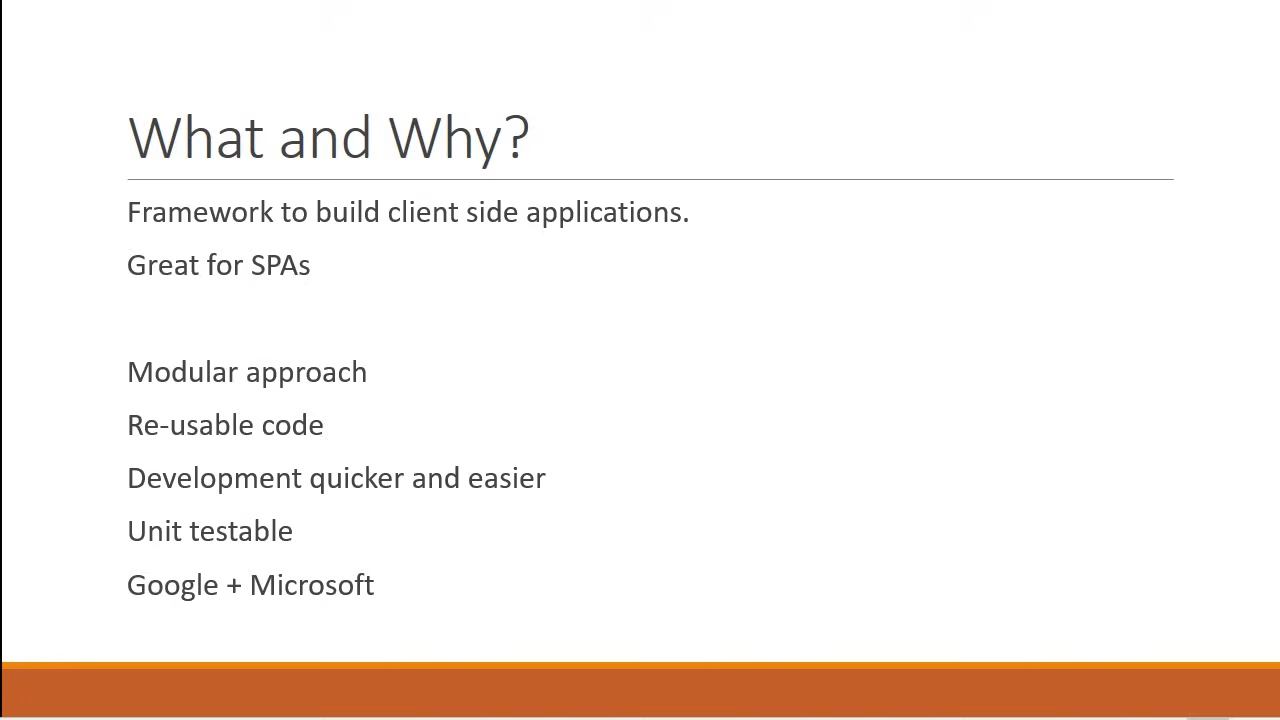 What and Why?
Framework to build client side applications.
Great for SPAs
Modular approach
Re-usable code
Development quicker and easier
Unit testable
Google + Microsoft